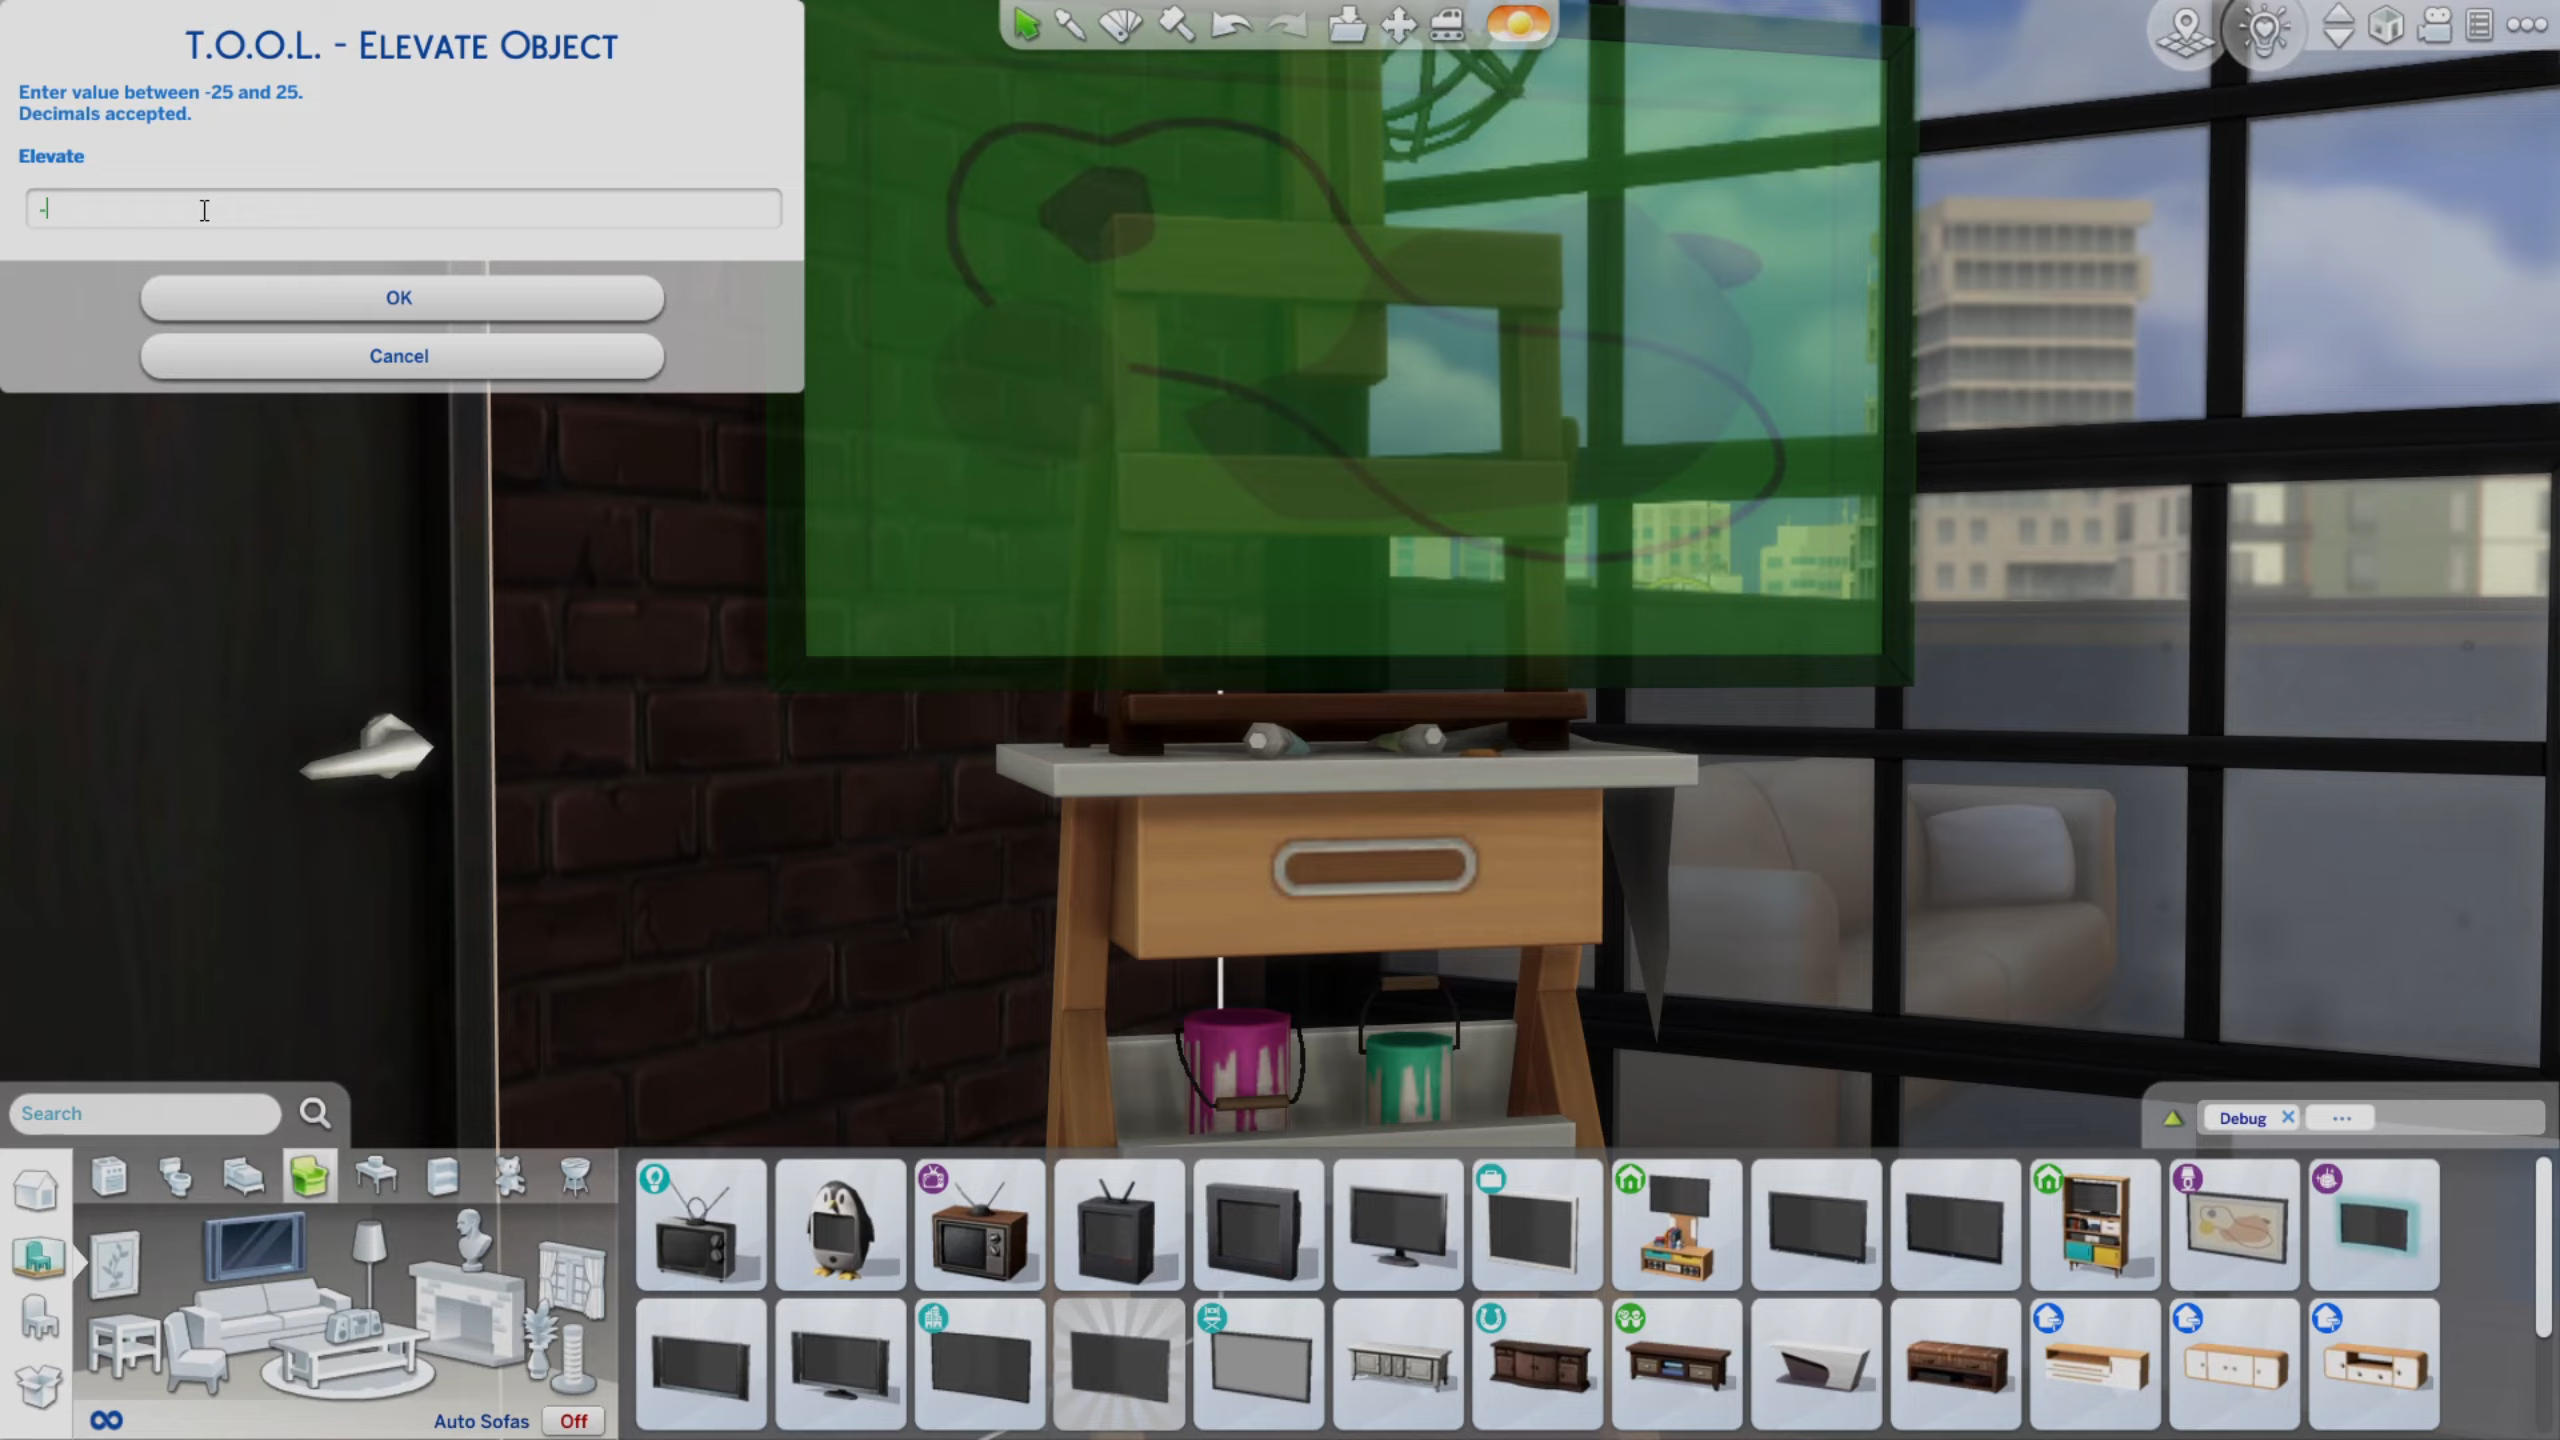 T.O.O.L. - ELEVATE OBJECT
Enter value between -25 and 25.
Decimals accepted.
Elevate
-
OK
Cancel
Search
Debug
...
Auto Sofas Off